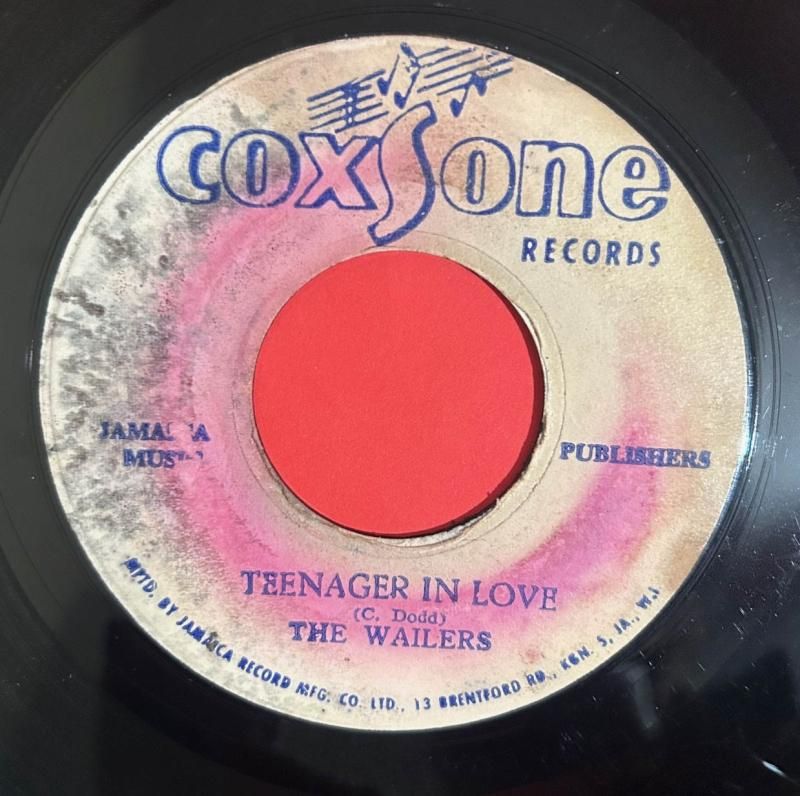 coxsone
RECORDS
PUBLISHERS
TEENAGER IN LOVE
(C. Dodd)
THE WAILERS
MFTD. BY JAMAICA RECORD MFG. CO. LTD., 13 BRENTFORD RD., KGN. 5, JA., W.I